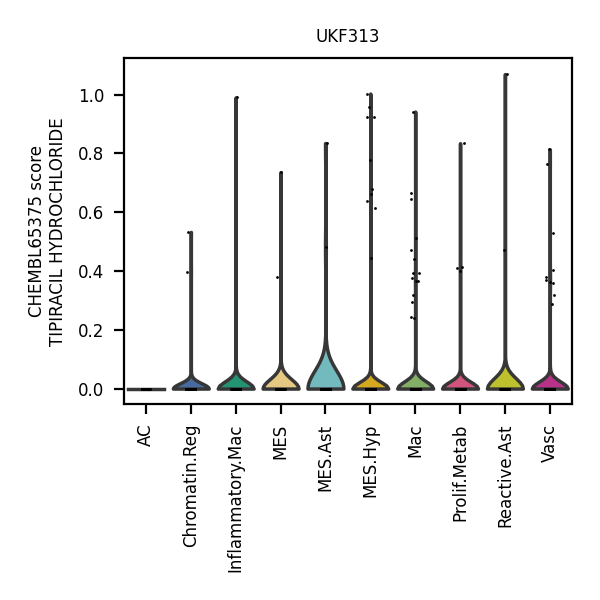 UKF313
CHEMBL65375 score
TIPIRACIL HYDROCHLORIDE
1.0
0.8
0.6
0.4
0.2
0.0
AC
Chromatin.Reg
Inflammatory.Mac
MES
MES.Ast
MES.Hyp
Mac
Prolif.Metab
Reactive.Ast
Vasc